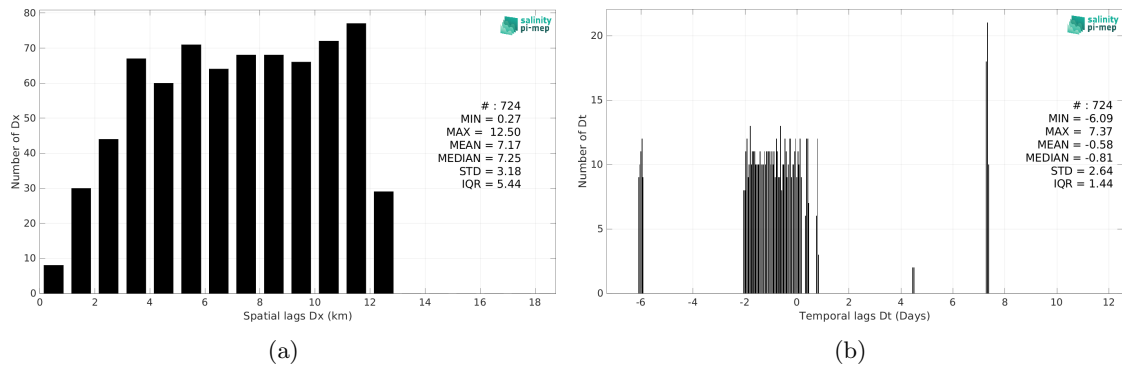 80
70
60
50
40
30
20
10
0
Number of Dx
0 2 4 6 8 10 12 14 16 18
Spatial lags Dx (km)
salinity
pi-mep
# : 724
MIN = 0.27
MAX = 12.50
MEAN = 7.17
MEDIAN = 7.25
STD = 3.18
IQR = 5.44
(a)
20
15
10
5
0
Number of Dt
-6 -4 -2 0 2 4 6 8 10 12
Temporal lags Dt (Days)
salinity
pi-mep
# : 724
MIN = -6.09
MAX = 7.37
MEAN = -0.58
MEDIAN = -0.81
STD = 2.64
IQR = 1.44
(b)